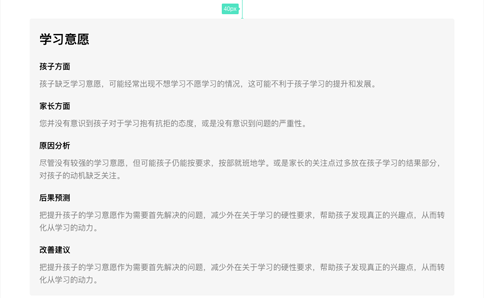 40px
学习意愿
孩子方面
孩子缺乏学习意愿，可能经常出现不想学习不愿学习的情况，这可能不利于孩子学习的提升和发展。
家长方面
您并没有意识到孩子对于学习抱有抗拒的态度，或是没有意识到问题的严重性。
原因分析
尽管没有较强的学习意愿，但可能孩子仍能按要求，按部就班地学。或是家长的关注点过多放在孩子学习的结果部分，
对孩子的动机缺乏关注。
后果预测
把提升孩子的学习意愿作为需要首先解决的问题，减少外在关于学习的硬性要求，帮助孩子发现真正的兴趣点，从而转
化从学习的动力。
改善建议
把提升孩子的学习意愿作为需要首先解决的问题，减少外在关于学习的硬性要求，帮助孩子发现真正的兴趣点，从而转
化从学习的动力。